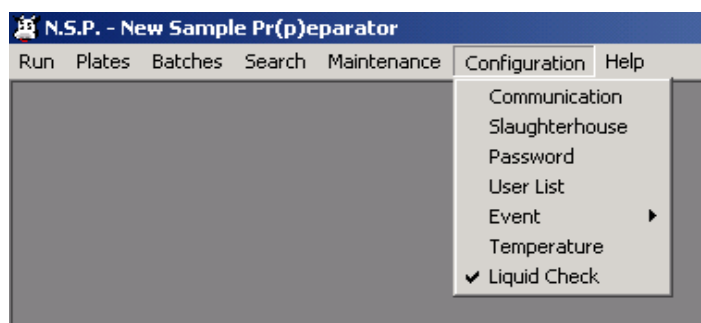 N.S.P. - New Sample Pr(p)eparator
Run Plates Batches Search Maintenance Configuration Help
Communication
Slaughterhouse
Password
User List
Event
Temperature
Liquid Check